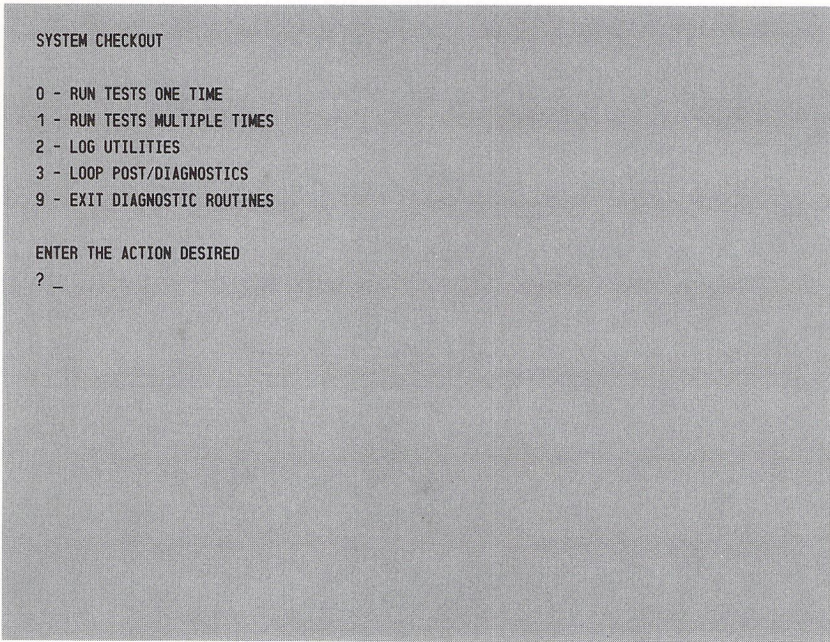 SYSTEM CHECKOUT
0 - RUN TESTS ONE TIME
1 - RUN TESTS MULTIPLE TIMES
2 - LOG UTILITIES
3 - LOOP POST/DIAGNOSTICS
9 - EXIT DIAGNOSTIC ROUTINES
ENTER THE ACTION DESIRED
? _